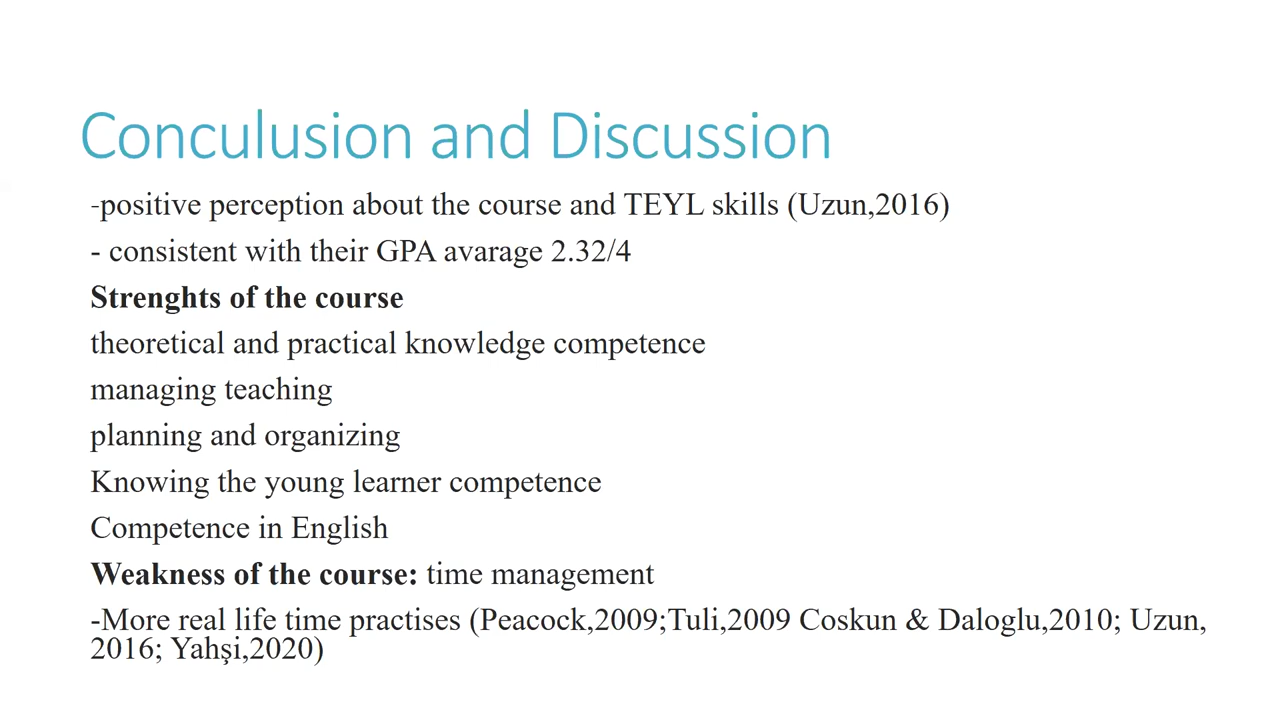 Conculusion and Discussion
-positive perception about the course and TEYL skills (Uzun,2016)
- consistent with their GPA avarage 2.32/4
Strenghts of the course
theoretical and practical knowledge competence
managing teaching
planning and organizing
Knowing the young learner competence
Competence in English
Weakness of the course: time management
-More real life time practises (Peacock,2009;Tuli,2009 Coskun & Daloglu,2010; Uzun,
2016; Yahşi,2020)